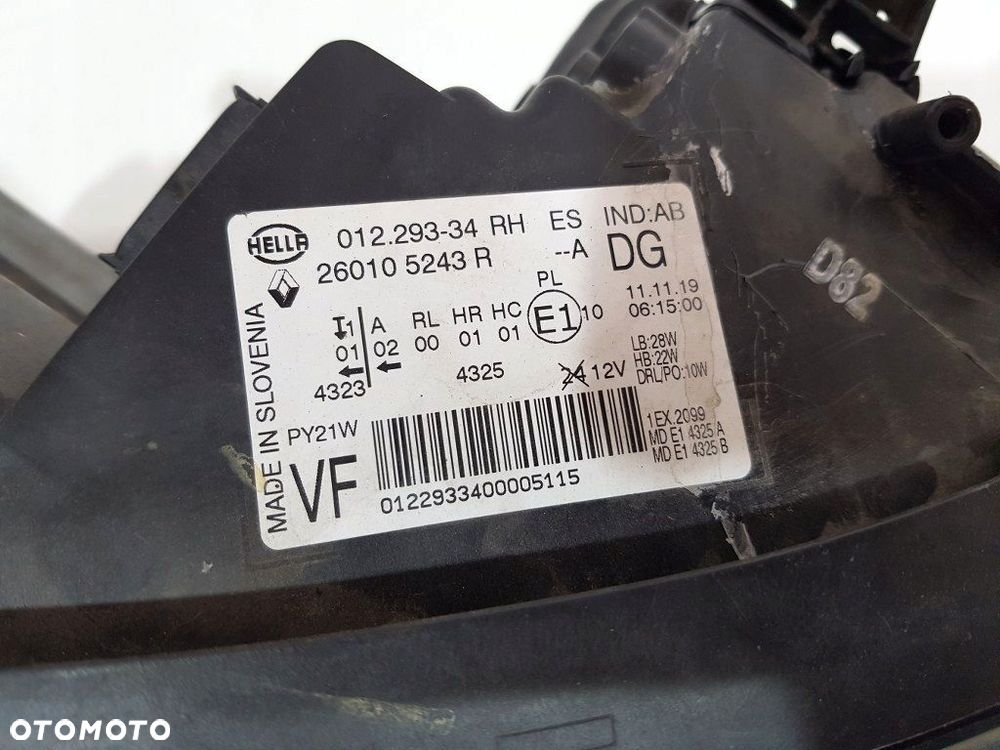 HELLA 012.293-34 RH ES IND:AB
260105243R --A DG
PL
MADE IN SLOVENIA
1 A RL HR HC E1 10
01 02 00 01 01
11.11.19
06:15:00
4323 4325 24 12V
LB:28W
HB:22W
DRL/PO:10W
PY21W
VF
1EX.2099
MD E1 4325 A
MD E1 4325 B
0122933400005115
D82
OTOMOTO